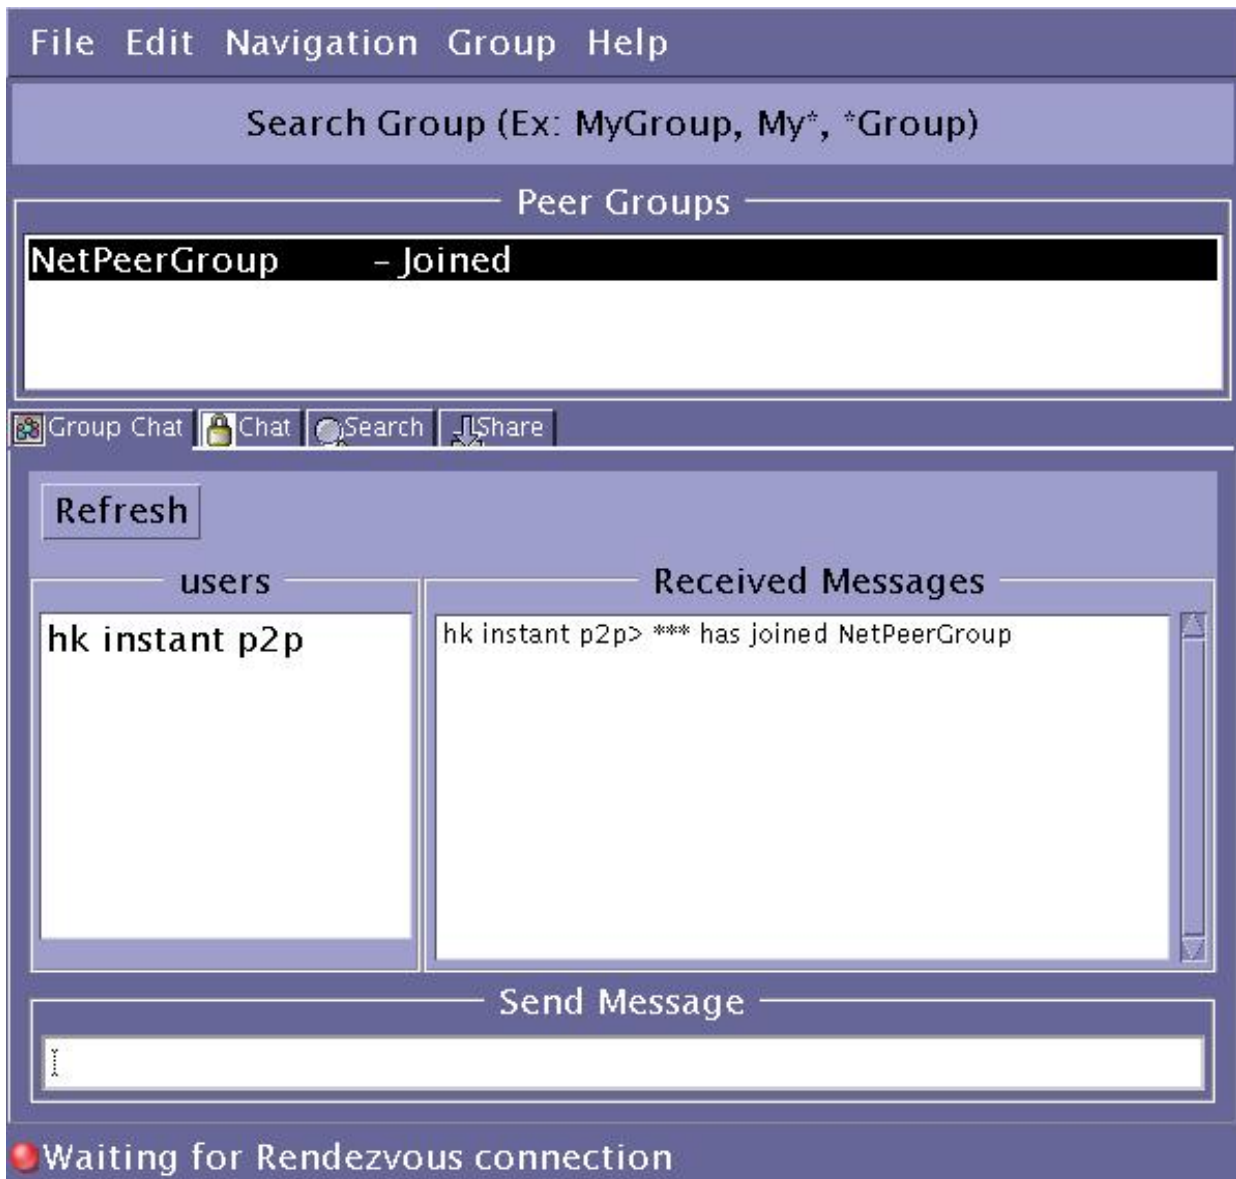 File Edit Navigation Group Help
Search Group (Ex: MyGroup, My*, *Group)
Peer Groups
NetPeerGroup – Joined
Group Chat Chat Search Share
Refresh
users
hk instant p2p
Received Messages
hk instant p2p> *** has joined NetPeerGroup
Send Message
Waiting for Rendezvous connection